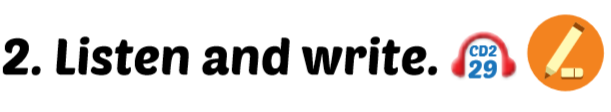 2. Listen and write. CD2
29